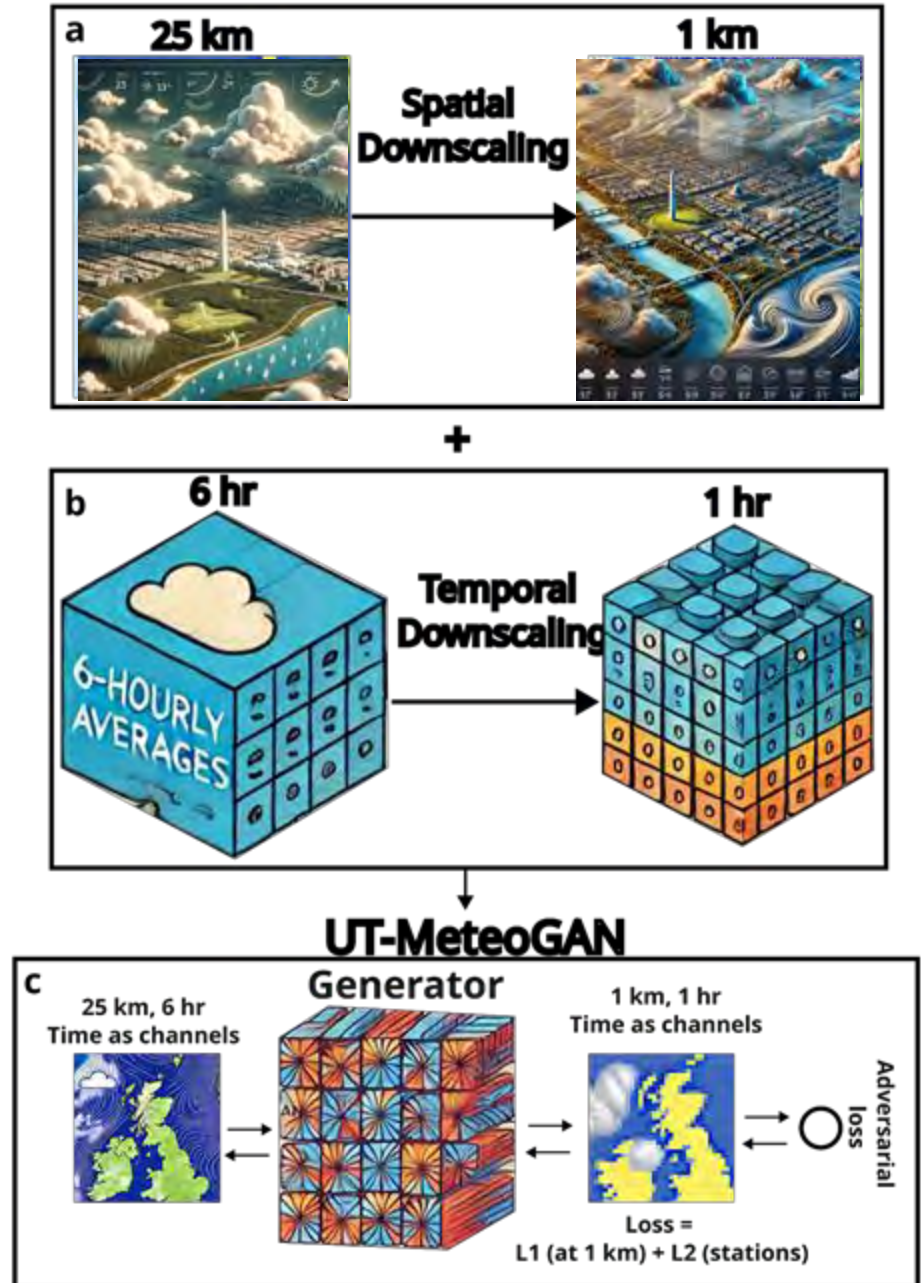 a
25 km
1 km
Spatial
Downscaling
+
b
6 hr
1 hr
Temporal
Downscaling
6-HOURLY
AVERAGES
UT-MeteoGAN
c
Generator
25 km, 6 hr
Time as channels
1 km, 1 hr
Time as channels
Adversarial
loss
Loss =
L1 (at 1 km) + L2 (stations)